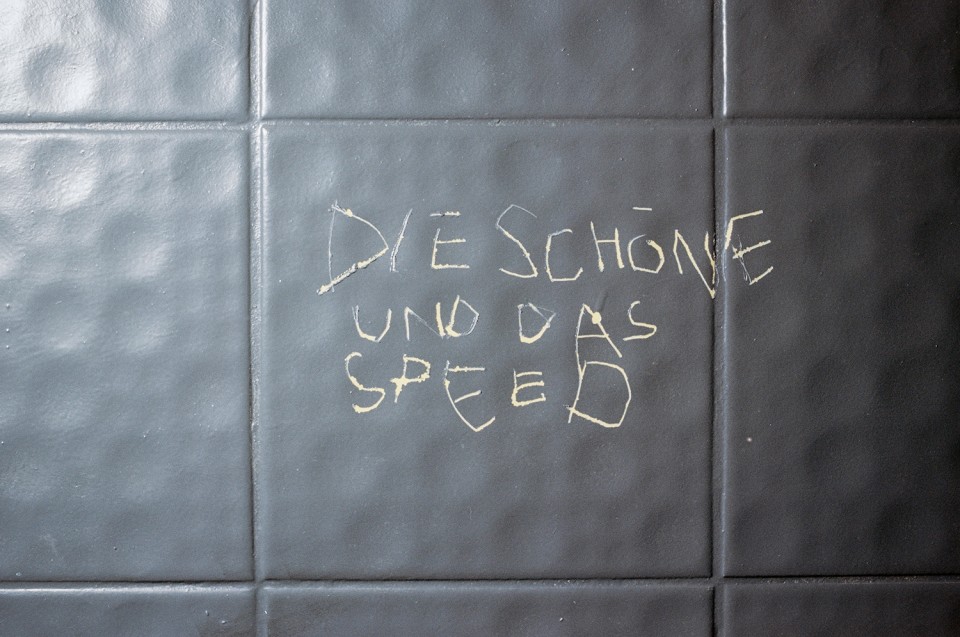 DIE SCHÖNE
UND DAS
SPEED